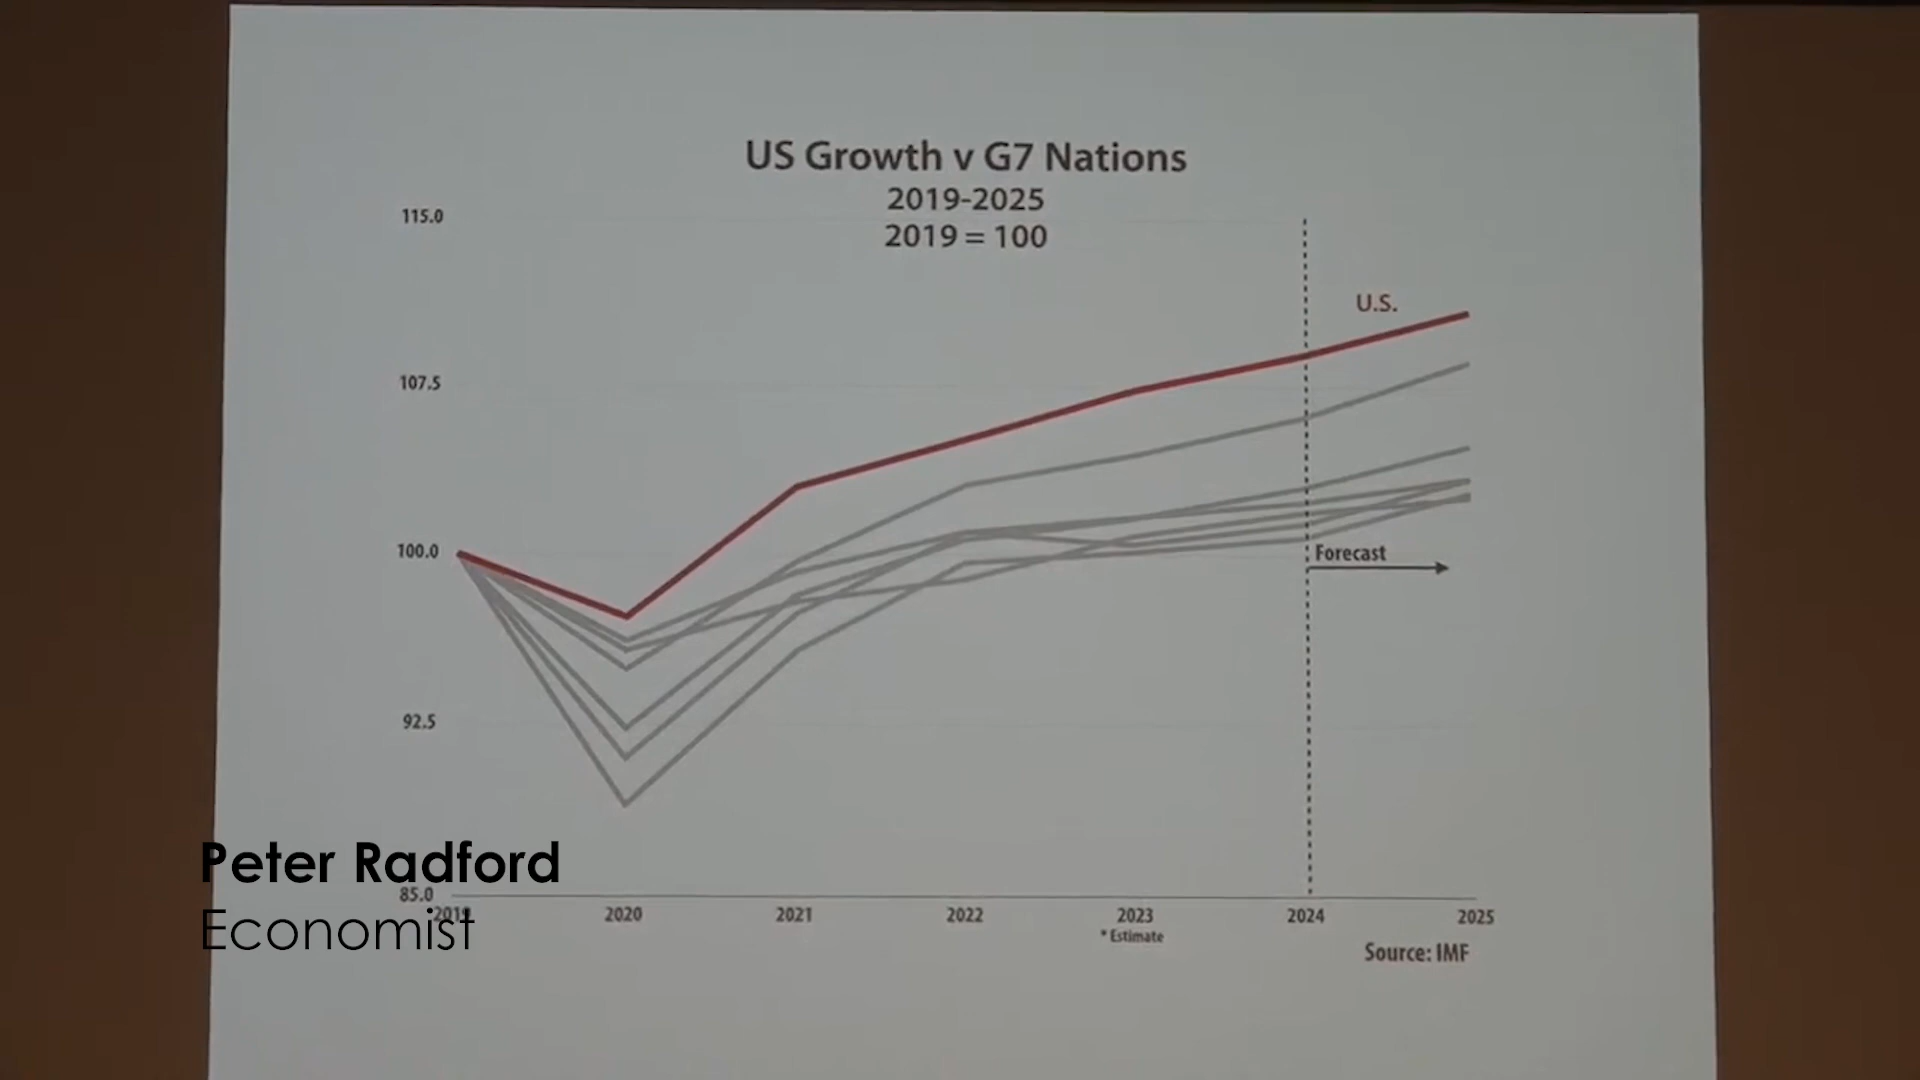 US Growth v G7 Nations
2019-2025
2019 = 100
115.0
107.5
100.0
92.5
85.0
U.S.
Forecast
2019
2020
2021
2022
2023
2024
2025
* Estimate
Source: IMF
Peter Radford
Economist